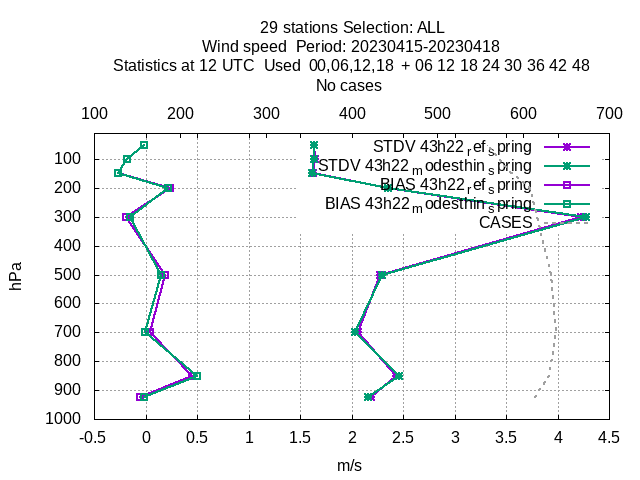 29 stations Selection: ALL
Wind speed  Period: 20230415-20230418
Statistics at 12 UTC  Used  00,06,12,18  + 06 12 18 24 30 36 42 48
No cases
100 200 300 400 500 600 700
STDV 43h22_ref_spring
STDV 43h22_modesthin_spring
BIAS 43h22_ref_spring
BIAS 43h22_modesthin_spring
CASES
hPa
100
200
300
400
500
600
700
800
900
1000
-0.5 0 0.5 1 1.5 2 2.5 3 3.5 4 4.5
m/s